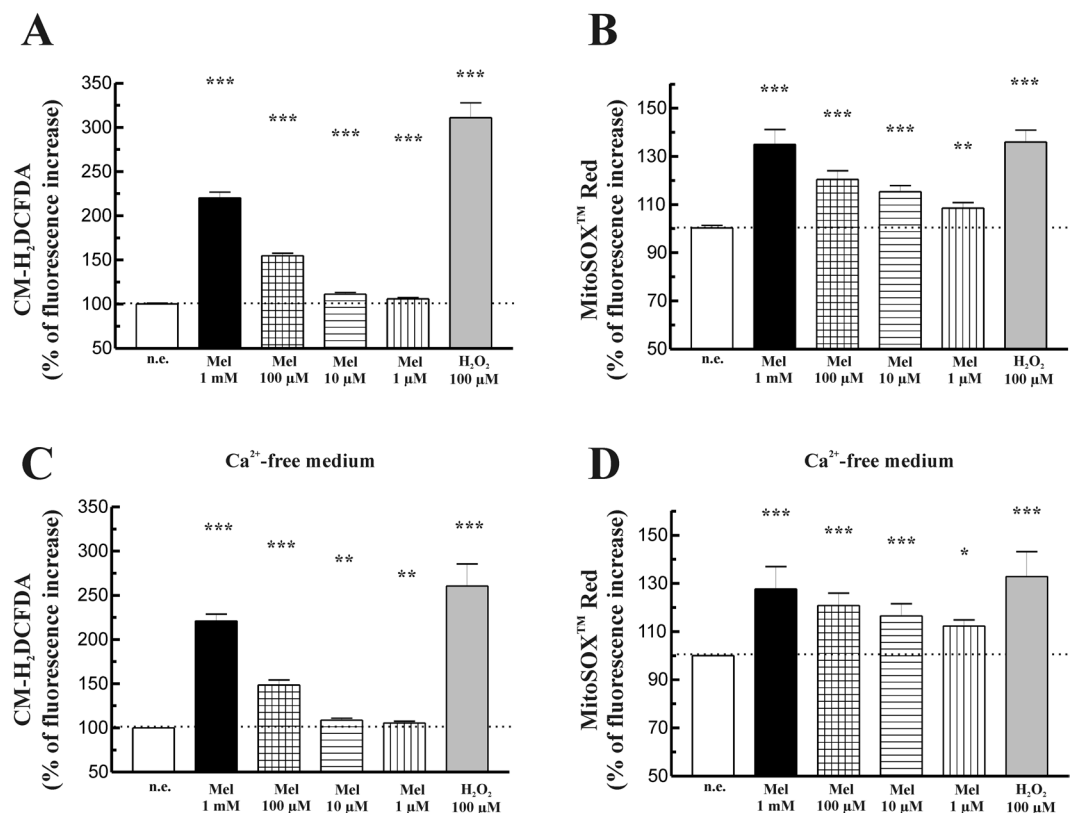 A
CM-H₂DCFDA
(% of fluorescence increase)
350
300
250
200
150
100
50
***
***
***
***
***
n.e.
Mel
1 mM
Mel
100 µM
Mel
10 µM
Mel
1 µM
H₂O₂
100 µM
B
MitoSOX™ Red
(% of fluorescence increase)
150
130
110
90
70
50
***
***
***
**
***
n.e.
Mel
1 mM
Mel
100 µM
Mel
10 µM
Mel
1 µM
H₂O₂
100 µM
C
Ca²⁺-free medium
CM-H₂DCFDA
(% of fluorescence increase)
350
300
250
200
150
100
50
***
***
**
**
***
n.e.
Mel
1 mM
Mel
100 µM
Mel
10 µM
Mel
1 µM
H₂O₂
100 µM
D
Ca²⁺-free medium
MitoSOX™ Red
(% of fluorescence increase)
150
130
110
90
70
50
***
***
***
*
***
n.e.
Mel
1 mM
Mel
100 µM
Mel
10 µM
Mel
1 µM
H₂O₂
100 µM